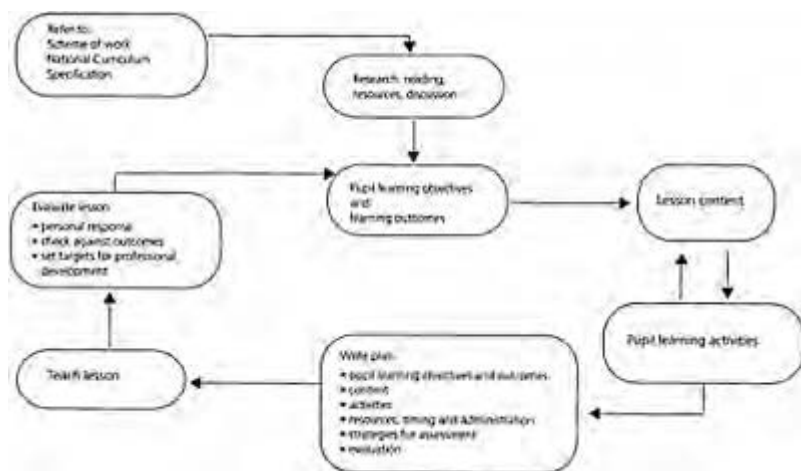 Refer to:
Scheme of work
National Curriculum
Specification
Research, reading,
resources, discussion
Pupil learning objectives
and
learning outcomes
Lesson content
Pupil learning activities
Write plan:
• pupil learning objectives and outcomes
• content
• activities
• resources, timing and Administration
• strategies for assessment
• evaluation
Teach lesson
Evaluate lesson
• personal response
• check against outcomes
• set targets for professional
development